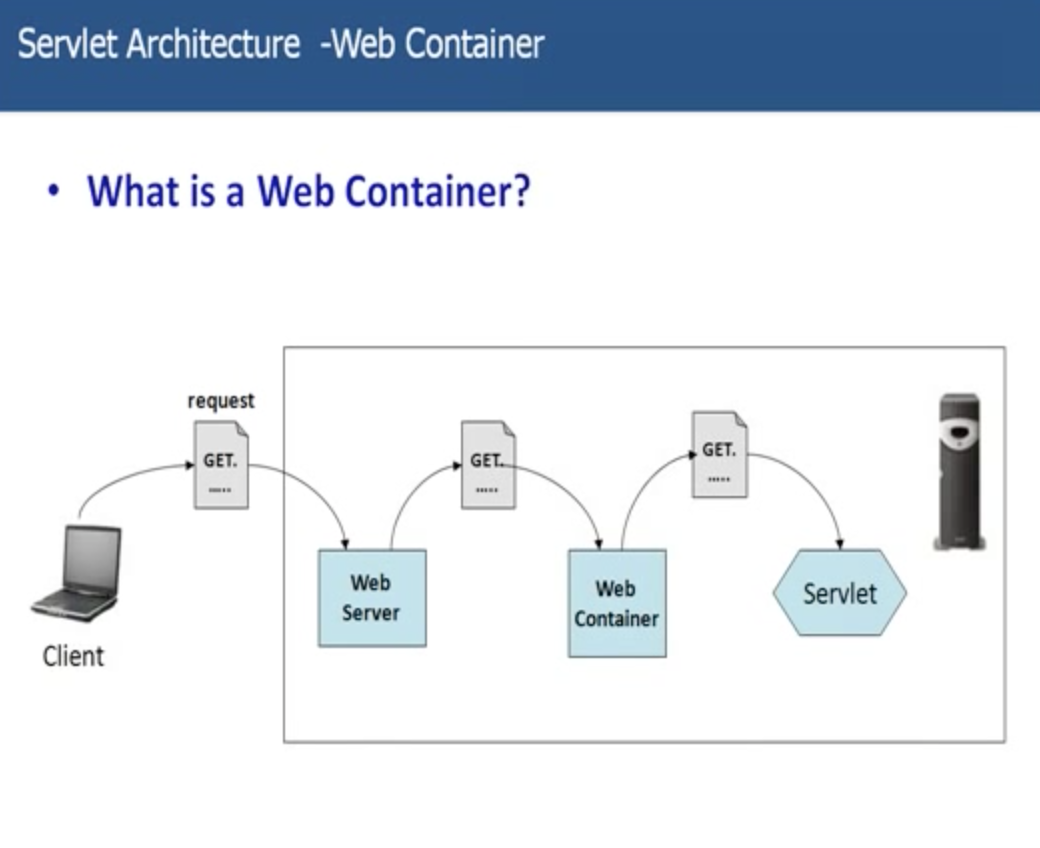 Servlet Architecture -Web Container
• What is a Web Container?
request
GET.
.....
GET.
.....
GET.
.....
Web
Server
Web
Container
Servlet
Client